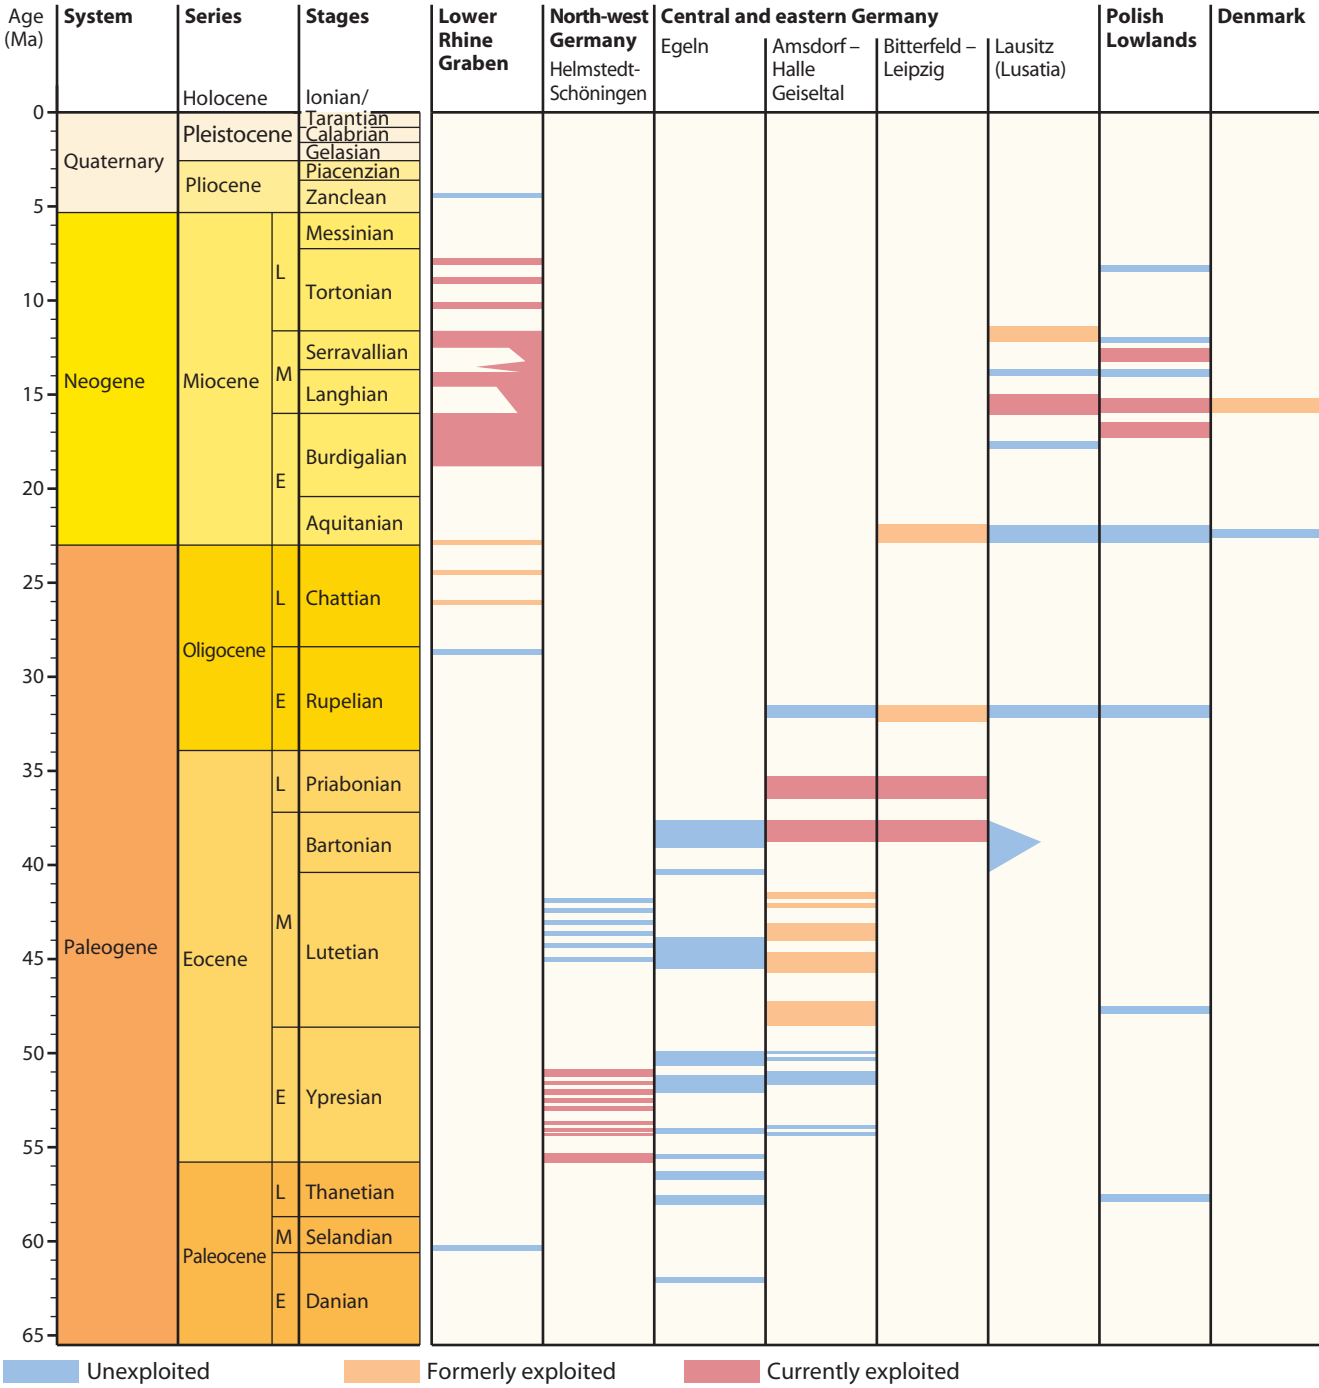 Age
(Ma)
System
Series
Stages
Lower
Rhine
Graben
North-west
Germany
Helmstedt-
Schöningen
Central and eastern Germany
Egeln
Amsdorf –
Halle
Geiseltal
Bitterfeld –
Leipzig
Lausitz
(Lusatia)
Polish
Lowlands
Denmark
Holocene
Ionian/
Tarantian
Pleistocene
Calabrian
Gelasian
Quaternary
Piacenzian
Pliocene
Zanclean
Messinian
L
Tortonian
Serravallian
M
Neogene
Miocene
Langhian
Burdigalian
E
Aquitanian
L
Chattian
Oligocene
E
Rupelian
L
Priabonian
Bartonian
M
Paleogene
Eocene
Lutetian
E
Ypresian
L
Thanetian
M
Selandian
Paleocene
E
Danian
0
5
10
15
20
25
30
35
40
45
50
55
60
65
Unexploited
Formerly exploited
Currently exploited